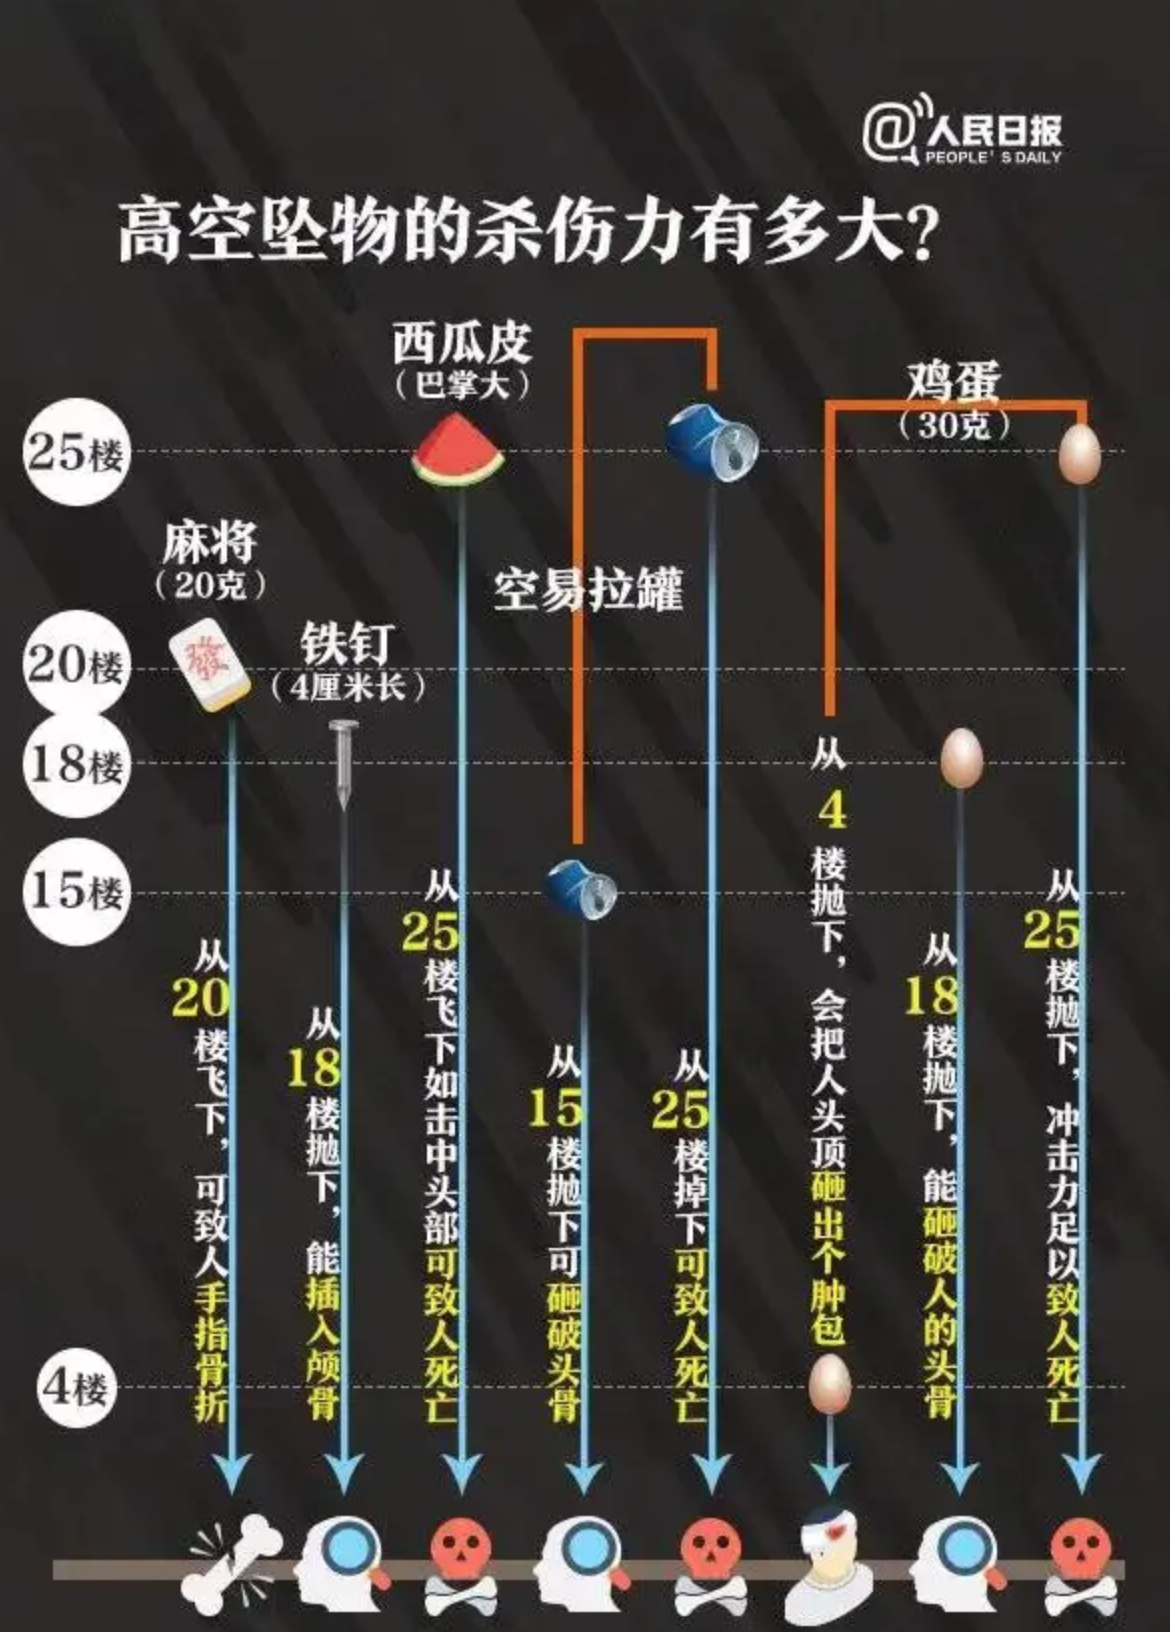 @人民日报
PEOPLE'S DAILY
高空坠物的杀伤力有多大?
西瓜皮
（巴掌大）
鸡蛋
（30克）
25楼
麻将
（20克）
發
空易拉罐
铁钉
（4厘米长）
20楼
18楼
15楼
4楼
从20楼飞下，可致人手指骨折
从18楼抛下，能插入颅骨
从25楼飞下如击中头部可致人死亡
从15楼抛下可砸破头骨
从25楼掉下可致人死亡
从4楼抛下，会把人头顶砸出个肿包
从18楼抛下，能砸破人的头骨
从25楼抛下，冲击力足以致人死亡